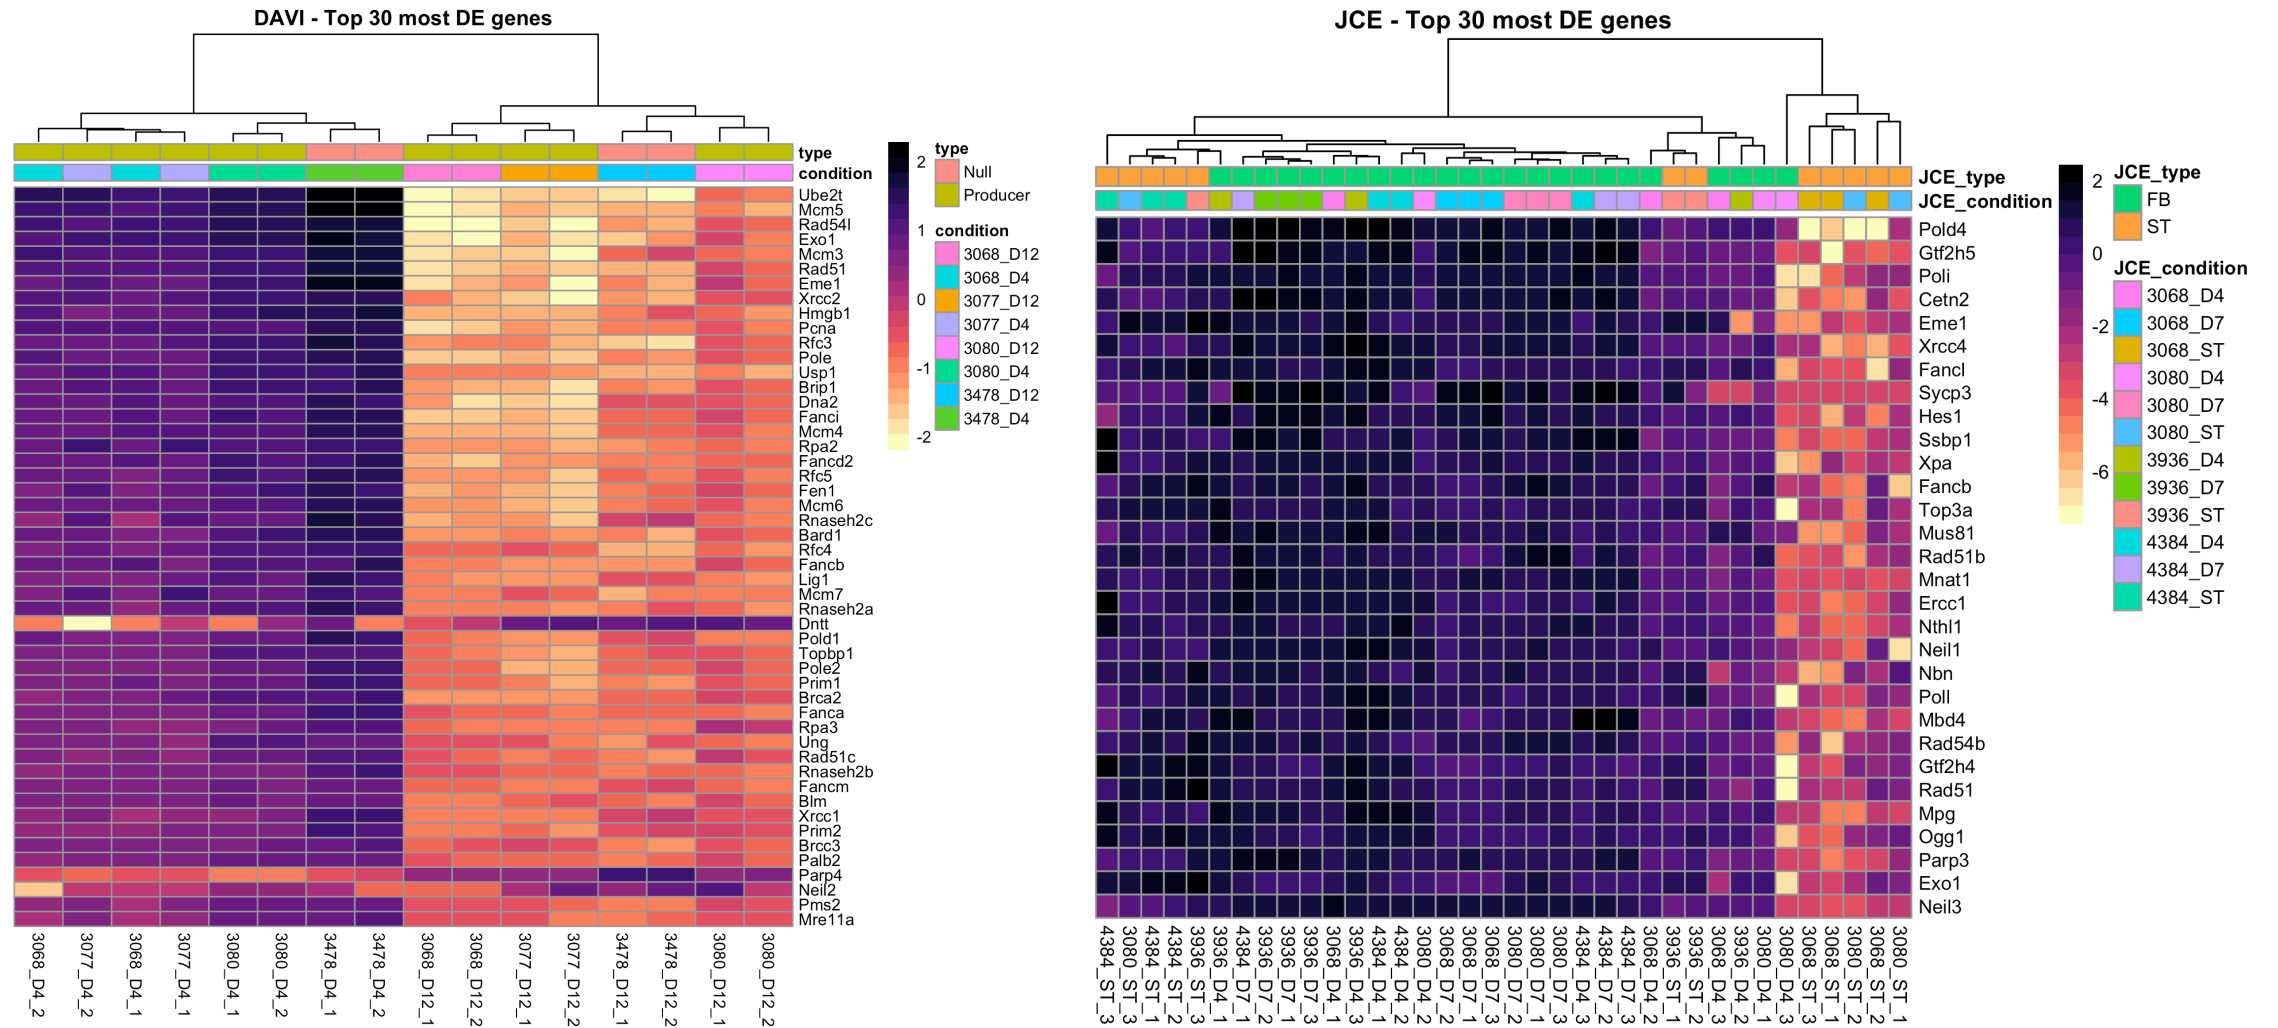 DAVI - Top 30 most DE genes
type
condition
Ube2t
Mcm5
Rad54l
Exo1
Mcm3
Rad51
Eme1
Xrcc2
Hmgb1
Pcna
Rfc3
Pole
Usp1
Brip1
Dna2
Fanci
Mcm4
Rpa2
Fancd2
Rfc5
Fen1
Mcm6
Rnaseh2c
Bard1
Rfc4
Fancb
Lig1
Mcm7
Rnaseh2a
Dntt
Pold1
Topbp1
Pole2
Prim1
Brca2
Fanca
Rpa3
Ung
Rad51c
Rnaseh2b
Fancm
Blm
Xrcc1
Prim2
Brcc3
Palb2
Parp4
Neil2
Pms2
Mre11a
3068_D4_2
3077_D4_2
3068_D4_1
3077_D4_1
3080_D4_1
3080_D4_2
3478_D4_1
3478_D4_2
3068_D12_1
3068_D12_2
3077_D12_1
3077_D12_2
3478_D12_1
3478_D12_2
3080_D12_1
3080_D12_2
2
1
0
-1
-2
type
Null
Producer
condition
3068_D12
3068_D4
3077_D12
3077_D4
3080_D12
3080_D4
3478_D12
3478_D4
JCE - Top 30 most DE genes
JCE_type
JCE_condition
Pold4
Gtf2h5
Poli
Cetn2
Eme1
Xrcc4
Fancl
Sycp3
Hes1
Ssbp1
Xpa
Fancb
Top3a
Mus81
Rad51b
Mnat1
Ercc1
Nthl1
Neil1
Nbn
Poll
Mbd4
Rad54b
Gtf2h4
Rad51
Mpg
Ogg1
Parp3
Exo1
Neil3
4384_ST_3
3080_ST_3
4384_ST_1
4384_ST_2
3936_ST_3
3936_D4_1
4384_D7_1
3936_D7_2
3936_D7_1
3936_D7_3
3068_D4_1
3936_D4_3
4384_D4_1
4384_D4_2
3080_D4_2
3068_D7_2
3068_D7_1
3068_D7_3
3080_D7_2
3080_D7_1
3080_D7_3
4384_D4_3
4384_D7_2
4384_D7_3
3068_D4_2
3936_ST_1
3936_ST_2
3068_D4_3
3936_D4_2
3080_D4_1
3080_D4_3
3068_ST_3
3068_ST_1
3080_ST_2
3068_ST_2
3080_ST_1
2
0
-2
-4
-6
JCE_type
FB
ST
JCE_condition
3068_D4
3068_D7
3068_ST
3080_D4
3080_D7
3080_ST
3936_D4
3936_D7
3936_ST
4384_D4
4384_D7
4384_ST